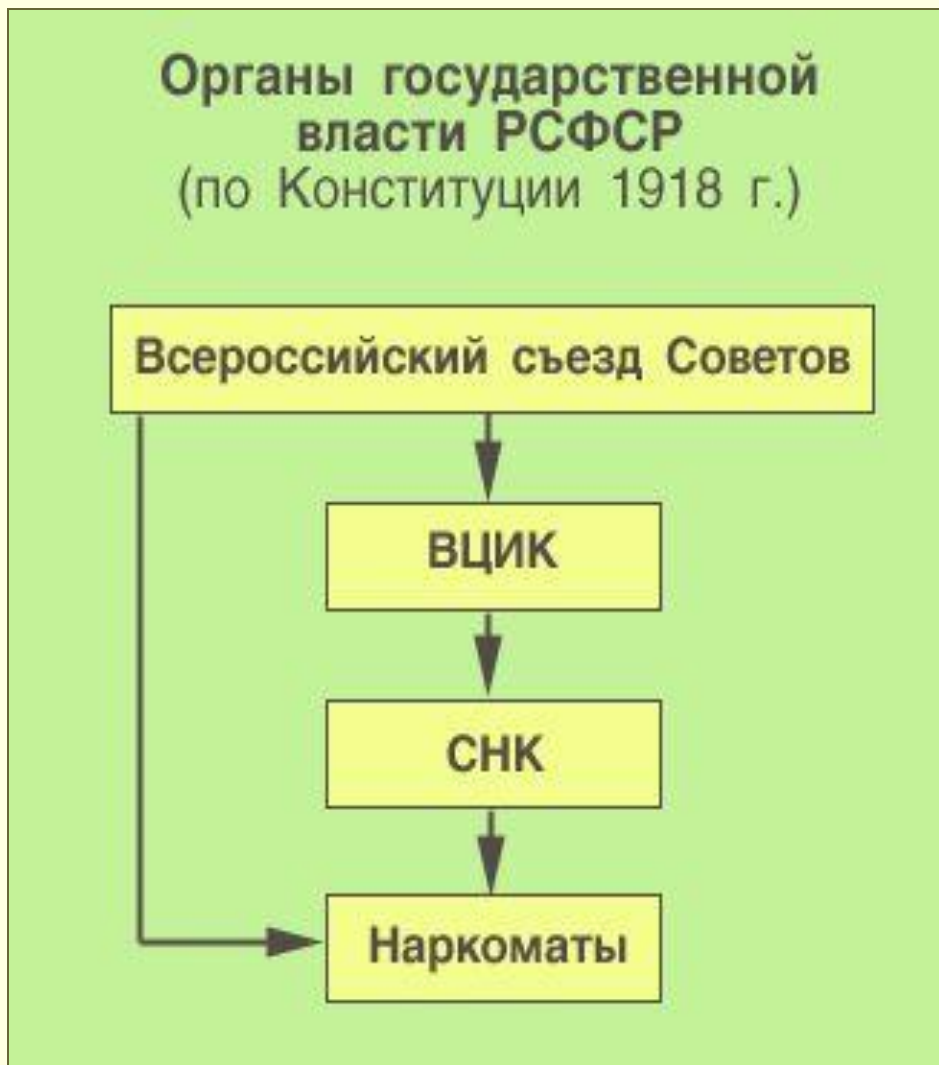 Органы государственной
власти РСФСР
(по Конституции 1918 г.)
Всероссийский съезд Советов
ВЦИК
СНК
Наркоматы